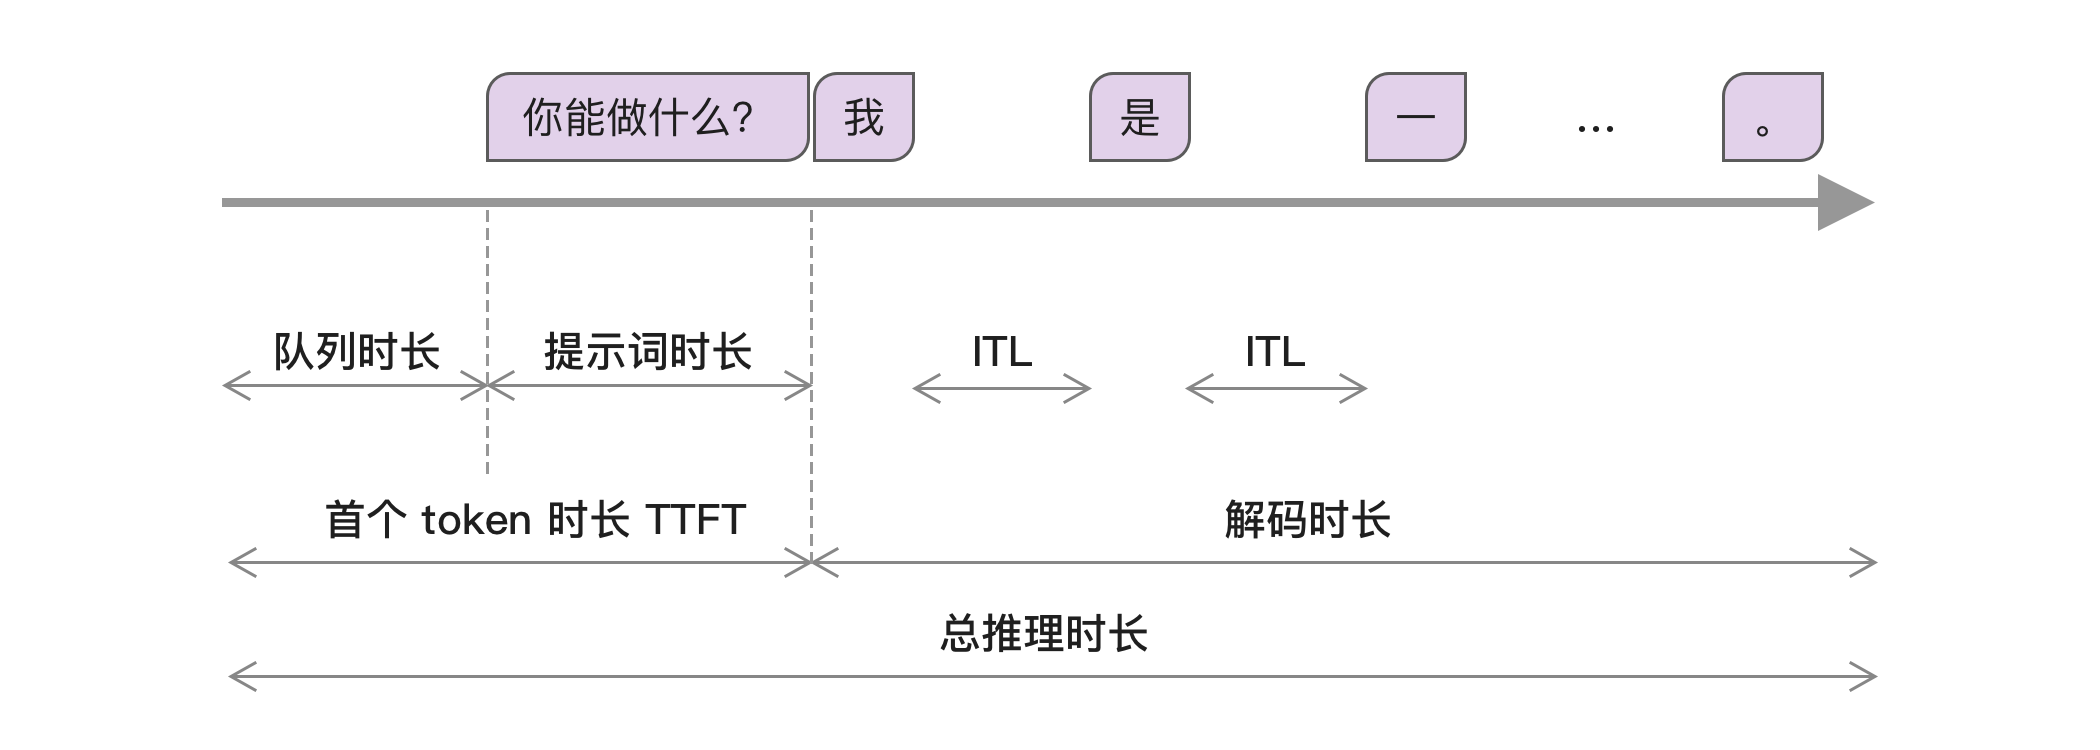 你能做什么？ 我 是 一 … 。
队列时长 提示词时长 ITL ITL
首个 token 时长 TTFT 解码时长
总推理时长